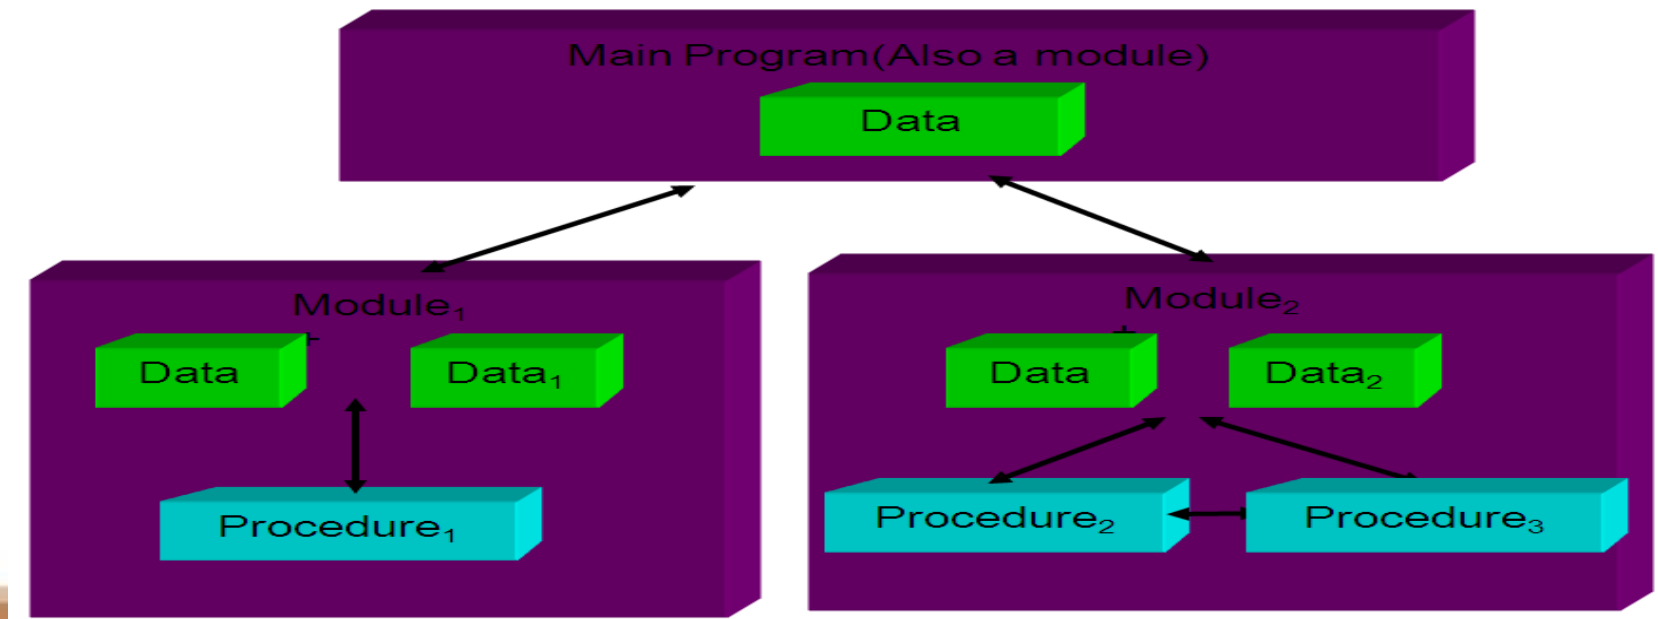 Main Program(Also a module)
Data
Module₁
+
Data
Data₁
Procedure₁
Module₂
+
Data
Data₂
Procedure₂
Procedure₃